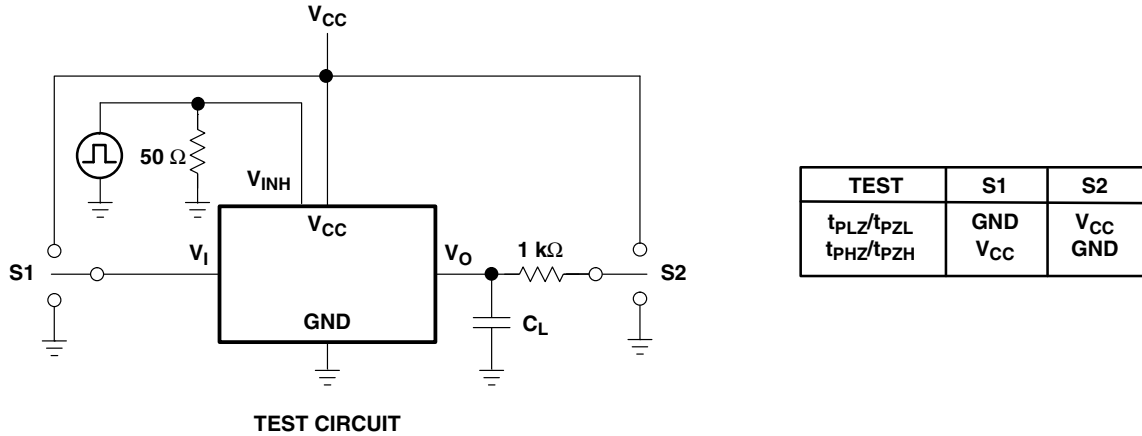 VCC
50 Ω
VINH
VCC
S1
VI
VO
1 kΩ
S2
GND
CL
TEST CIRCUIT
TEST S1 S2
tPLZ/tPZL GND VCC
tPHZ/tPZH VCC GND